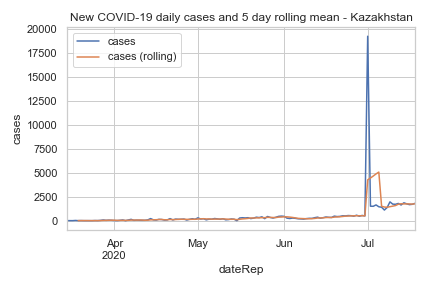 New COVID-19 daily cases and 5 day rolling mean - Kazakhstan
cases
cases (rolling)
20000
17500
15000
12500
10000
7500
5000
2500
0
cases
Apr
2020
May
Jun
Jul
dateRep